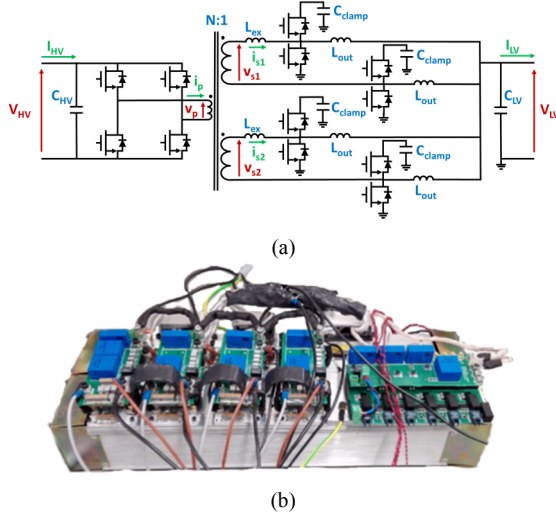 N:1
L_ex
C_clamp
C_clamp
L_out
I_HV
i_s1
I_LV
v_s1
i_p
L_out
V_HV
C_HV
v_p
C_clamp
C_LV
V_LV
L_ex
C_clamp
L_out
i_s2
v_s2
L_out
(a)
(b)